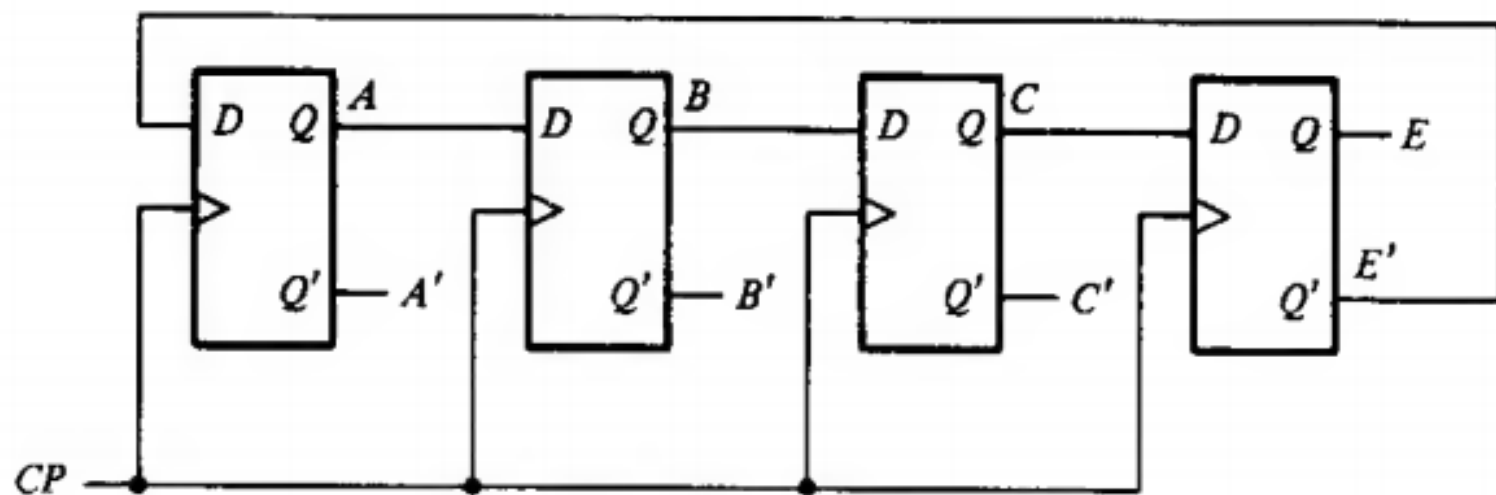 A B C
D Q D Q D Q D Q E
E'
Q' A' Q' B' Q' C' Q'
CP